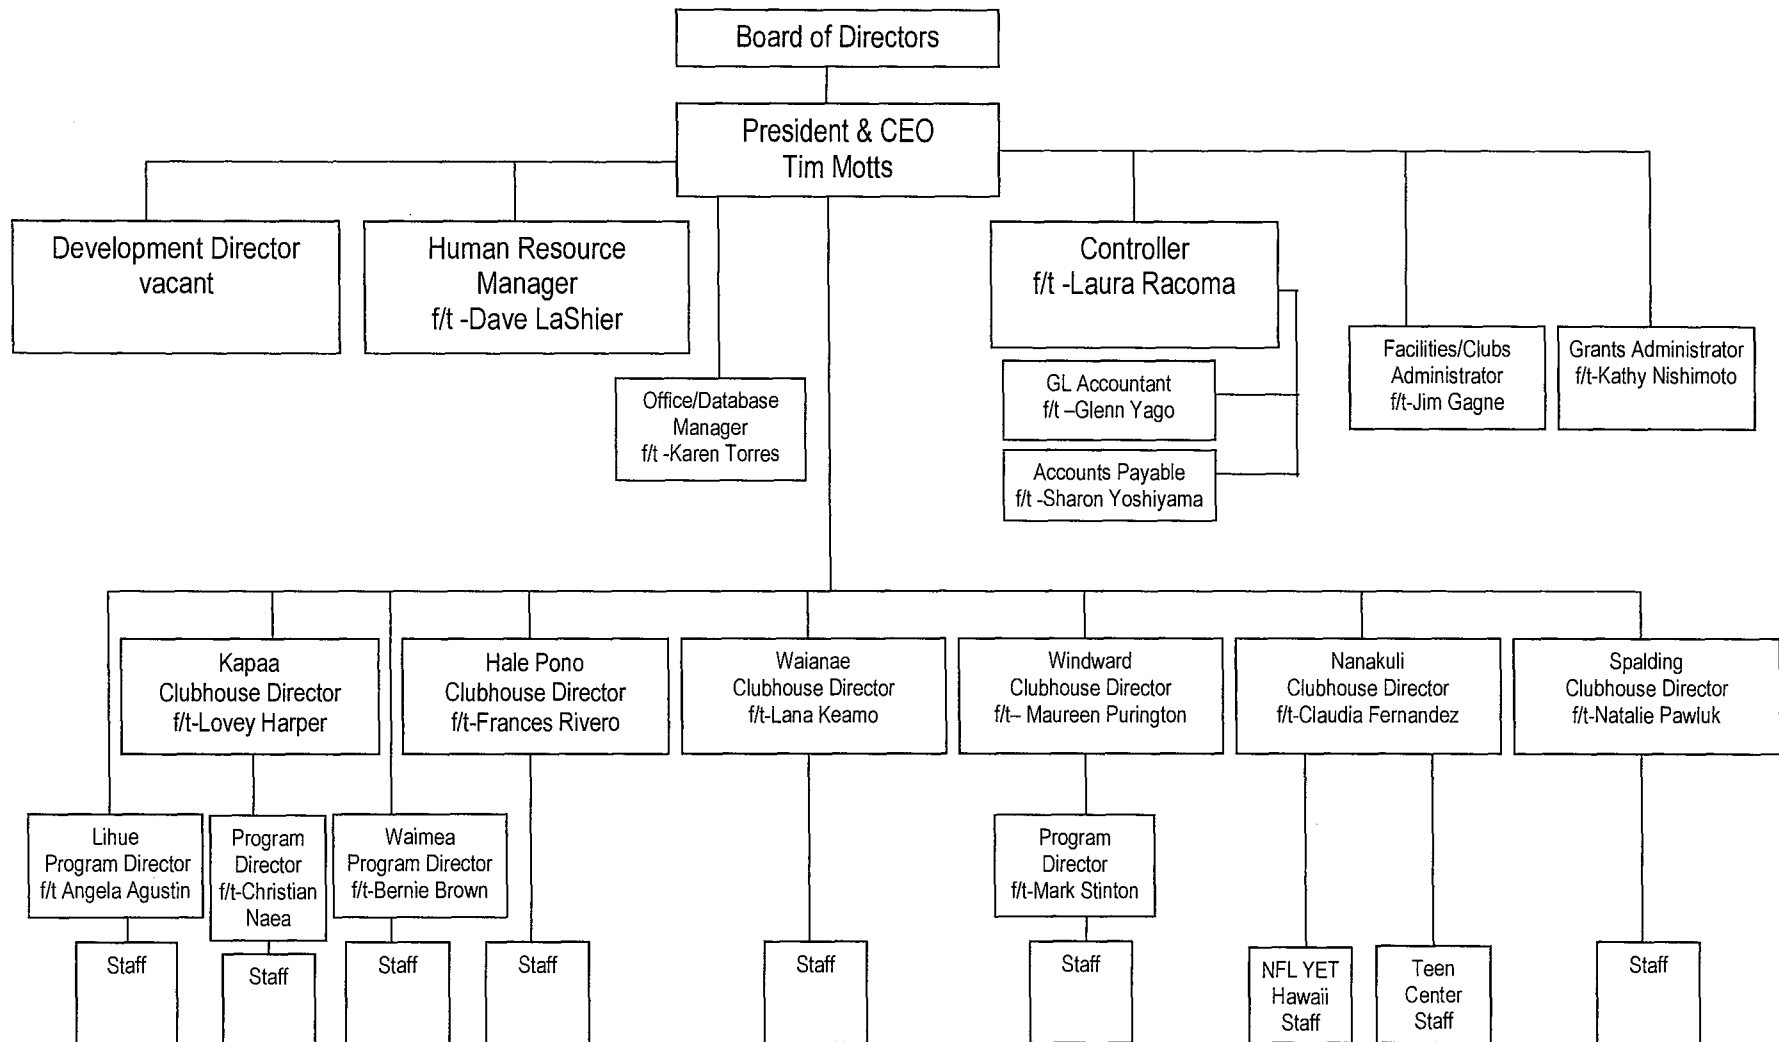 Board of Directors
President & CEO
Tim Motts
Development Director
vacant
Human Resource
Manager
f/t -Dave LaShier
Controller
f/t -Laura Racoma
Facilities/Clubs
Administrator
f/t-Jim Gagne
Grants Administrator
f/t-Kathy Nishimoto
Office/Database
Manager
f/t -Karen Torres
GL Accountant
f/t –Glenn Yago
Accounts Payable
f/t -Sharon Yoshiyama
Kapaa
Clubhouse Director
f/t-Lovey Harper
Hale Pono
Clubhouse Director
f/t-Frances Rivero
Waianae
Clubhouse Director
f/t-Lana Keamo
Windward
Clubhouse Director
f/t– Maureen Purington
Nanakuli
Clubhouse Director
f/t-Claudia Fernandez
Spalding
Clubhouse Director
f/t-Natalie Pawluk
Lihue
Program Director
f/t Angela Agustin
Program
Director
f/t-Christian
Naea
Waimea
Program Director
f/t-Bernie Brown
Program
Director
f/t-Mark Stinton
Staff
Staff
Staff
Staff
Staff
Staff
NFL YET
Hawaii
Staff
Teen
Center
Staff
Staff